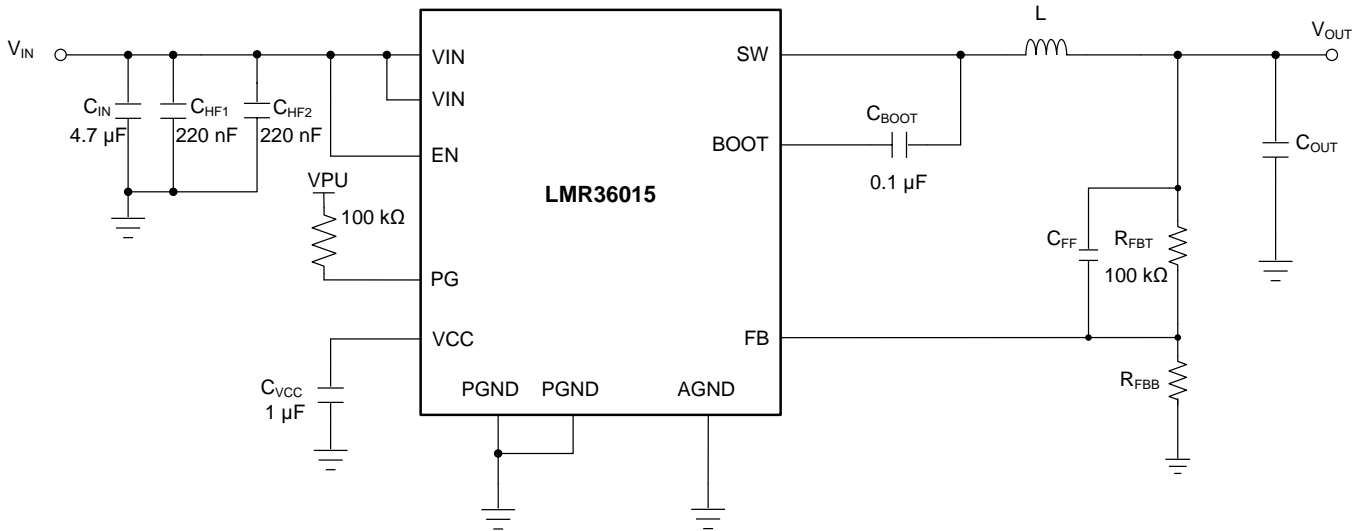 L
V_OUT
V_IN
VIN
SW
VIN
C_IN
4.7 µF
C_HF1
220 nF
C_HF2
220 nF
C_BOOT
0.1 µF
BOOT
C_OUT
EN
VPU
100 kΩ
LMR36015
C_FF
R_FBT
100 kΩ
PG
VCC
FB
C_VCC
1 µF
PGND
PGND
AGND
R_FBB